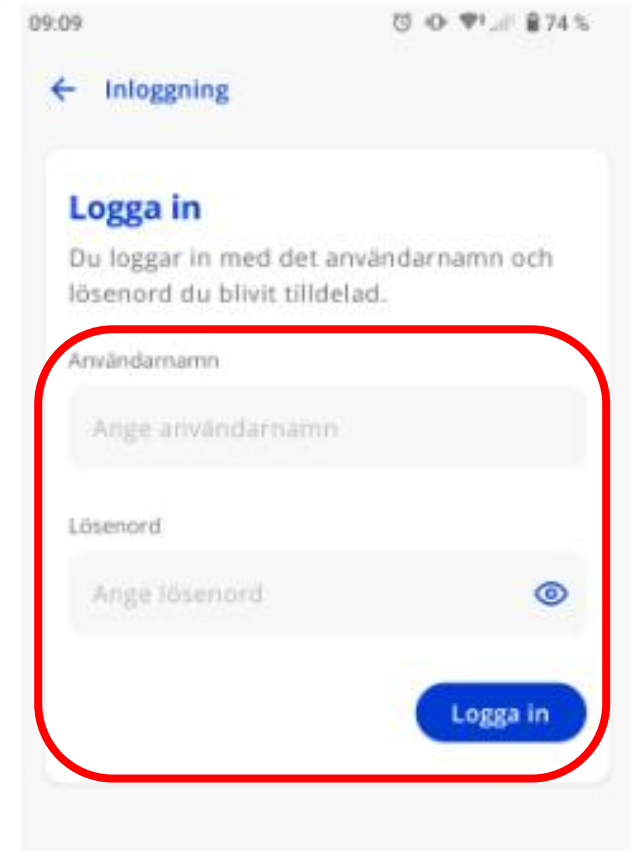 09:09 74 %
Inloggning
Logga in
Du loggar in med det användarnamn och
lösenord du blivit tilldelad.
Användarnamn
Ange användarnamn
Lösenord
Ange lösenord
Logga in